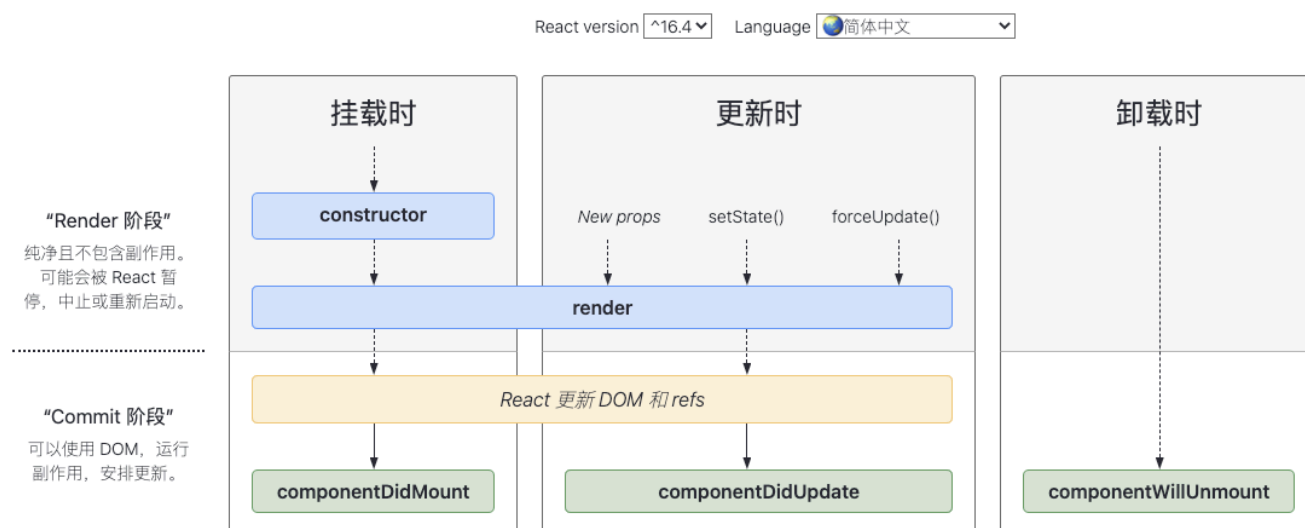 React version ^16.4 Language 简体中文
挂载时 更新时 卸载时
“Render 阶段”
纯净且不包含副作用。
可能会被 React 暂
停，中止或重新启动。
constructor
New props setState() forceUpdate()
render
“Commit 阶段”
可以使用 DOM，运行
副作用，安排更新。
React 更新 DOM 和 refs
componentDidMount componentDidUpdate componentWillUnmount